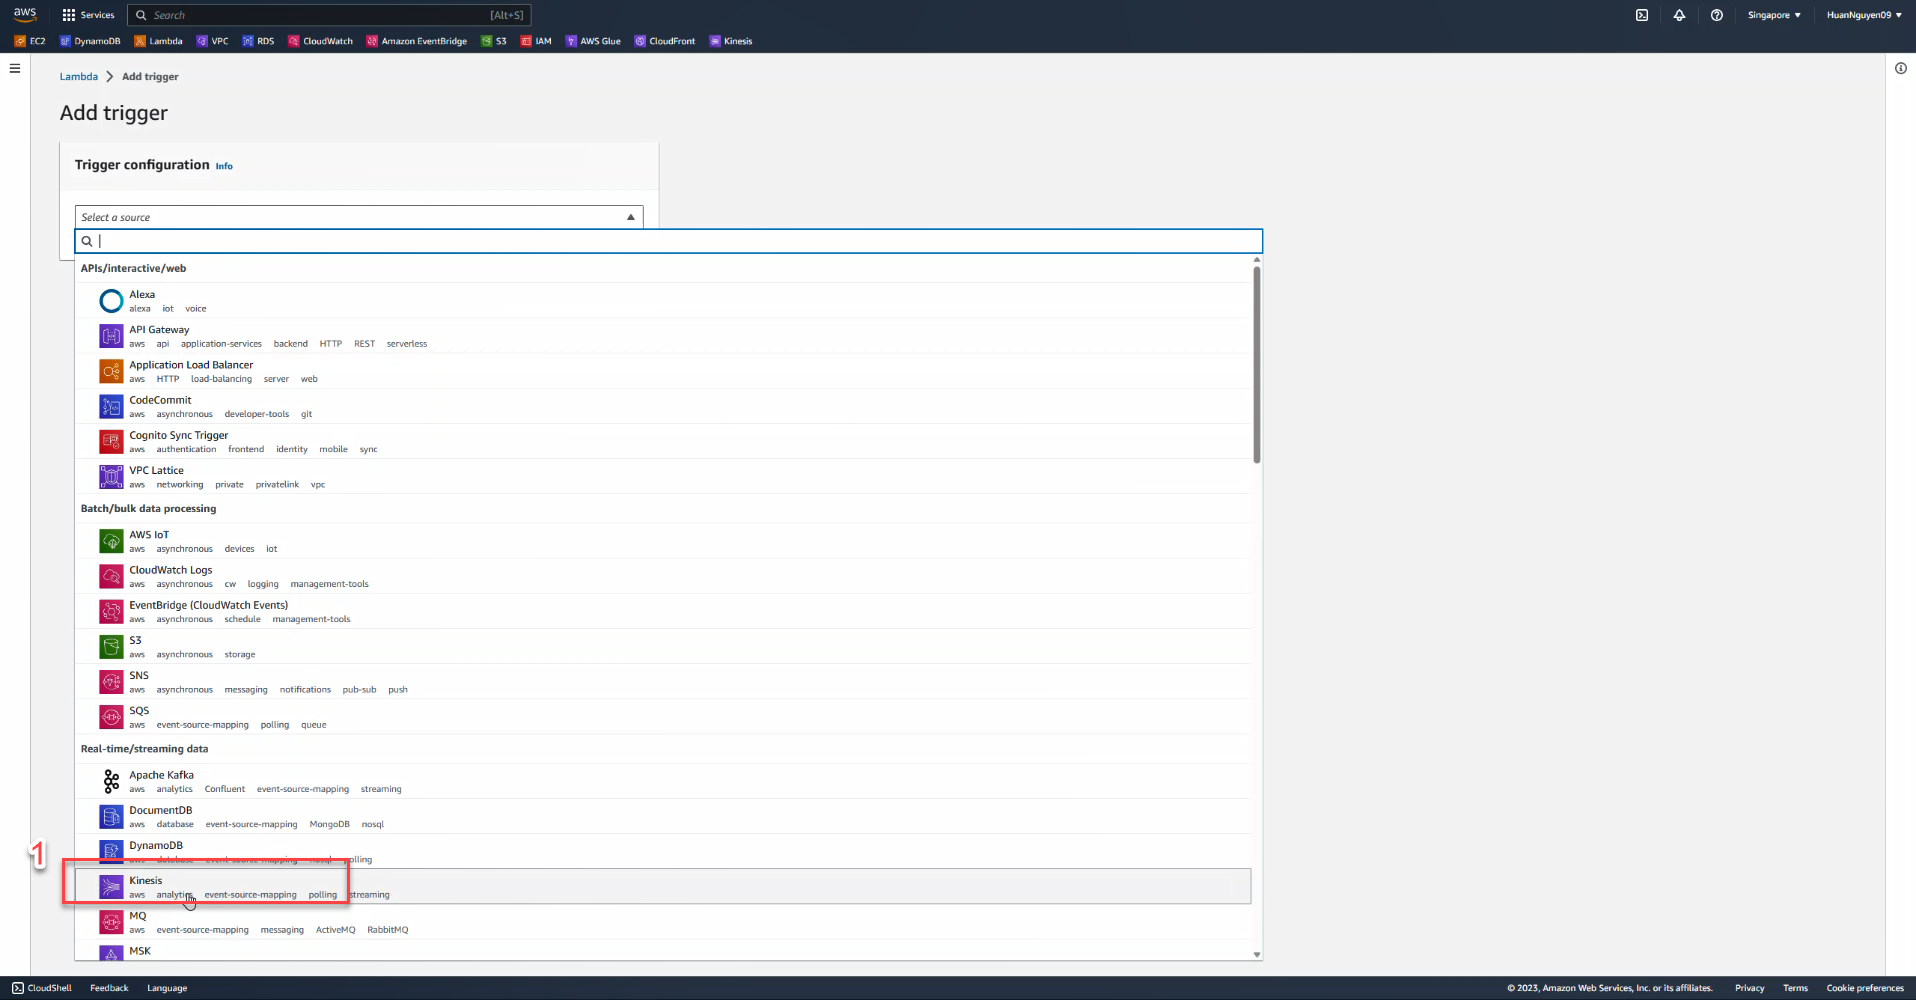 aws Services Search [Alt+S] Singapore HuanNguyen09
EC2 DynamoDB Lambda VPC RDS CloudWatch Amazon EventBridge S3 IAM AWS Glue CloudFront Kinesis
Lambda Add trigger
Add trigger
Trigger configuration Info
Select a source
APIs/interactive/web
Alexa
alexa iot voice
API Gateway
aws api application-services backend HTTP REST serverless
Application Load Balancer
aws HTTP load-balancing server web
CodeCommit
aws asynchronous developer-tools git
Cognito Sync Trigger
aws authentication frontend identity mobile sync
VPC Lattice
aws networking private privatelink vpc
Batch/bulk data processing
AWS IoT
aws asynchronous devices iot
CloudWatch Logs
aws asynchronous cw logging management-tools
EventBridge (CloudWatch Events)
aws asynchronous schedule management-tools
S3
aws asynchronous storage
SNS
aws asynchronous messaging notifications pub-sub push
SQS
aws event-source-mapping polling queue
Real-time/streaming data
Apache Kafka
aws analytics Confluent event-source-mapping streaming
DocumentDB
aws database event-source-mapping MongoDB nosql
DynamoDB
aws database event-source-mapping nosql polling
1
Kinesis
aws analytics event-source-mapping polling streaming
MQ
aws event-source-mapping messaging ActiveMQ RabbitMQ
MSK
CloudShell Feedback Language © 2023, Amazon Web Services, Inc. or its affiliates. Privacy Terms Cookie preferences